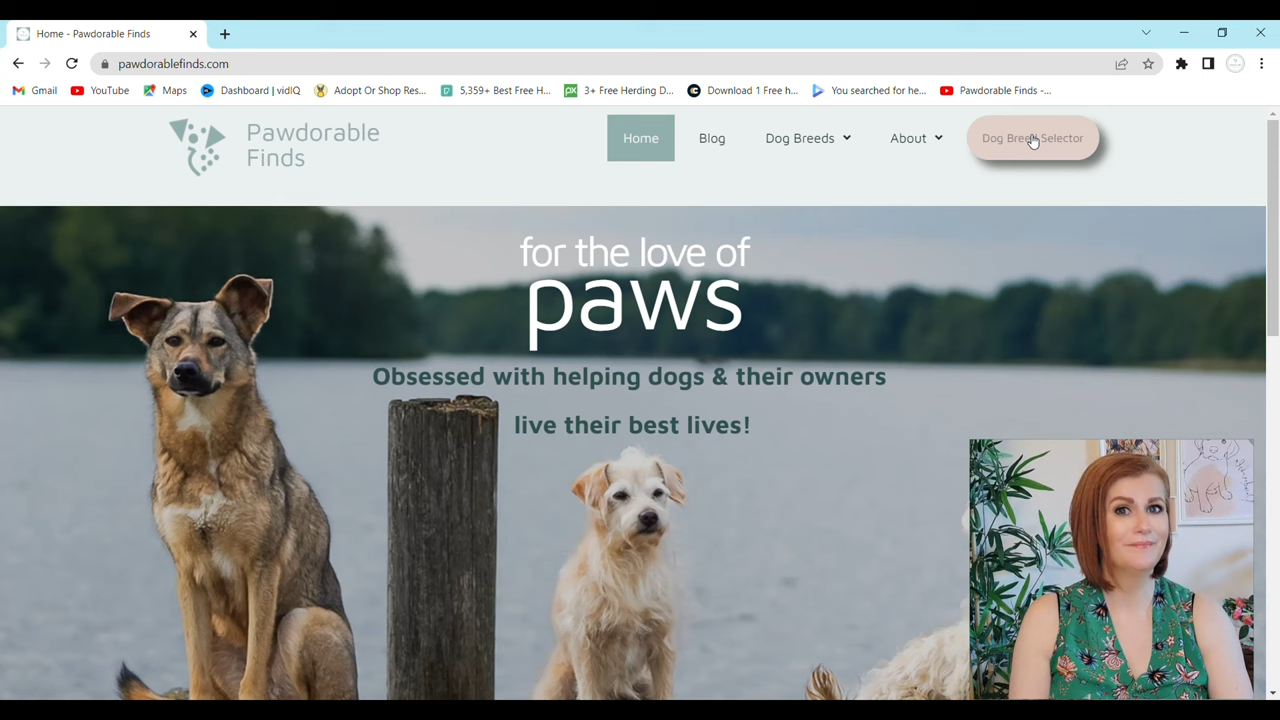 Home - Pawdorable Finds
pawdorablefinds.com
Gmail
YouTube
Maps
Dashboard | vidIQ
Adopt Or Shop Res...
5,359+ Best Free H...
3+ Free Herding D...
Download 1 Free h...
You searched for he...
Pawdorable Finds -...
Pawdorable
Finds
Home
Blog
Dog Breeds
About
Dog Breed Selector
for the love of
paws
Obsessed with helping dogs & their owners
live their best lives!